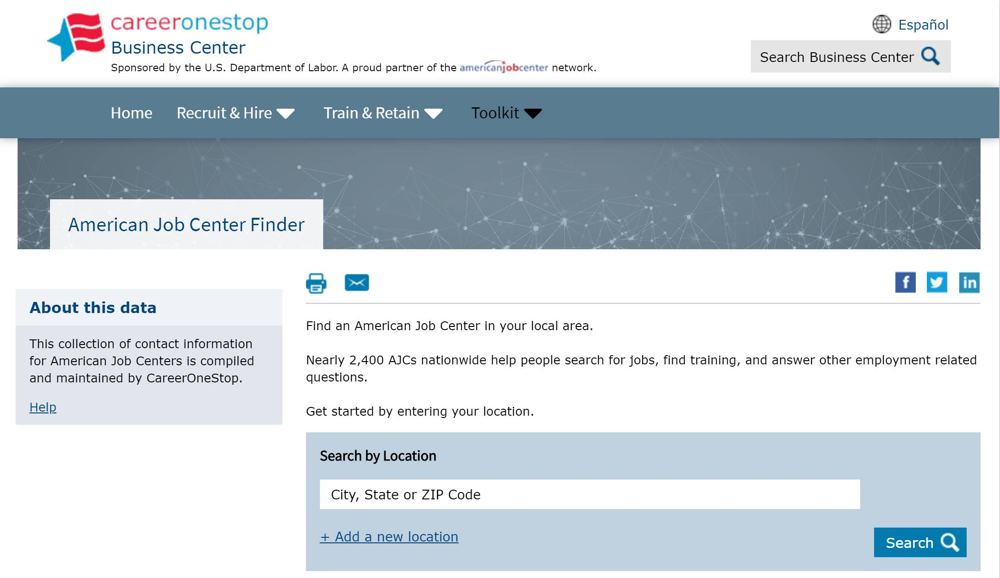 careeronestop
Business Center
Sponsored by the U.S. Department of Labor. A proud partner of the americanjobcenter network.
Español
Search Business Center
Home Recruit & Hire Train & Retain Toolkit
American Job Center Finder
f in
About this data
This collection of contact information
for American Job Centers is compiled
and maintained by CareerOneStop.
Help
Find an American Job Center in your local area.
Nearly 2,400 AJCs nationwide help people search for jobs, find training, and answer other employment related
questions.
Get started by entering your location.
Search by Location
City, State or ZIP Code
+ Add a new location
Search